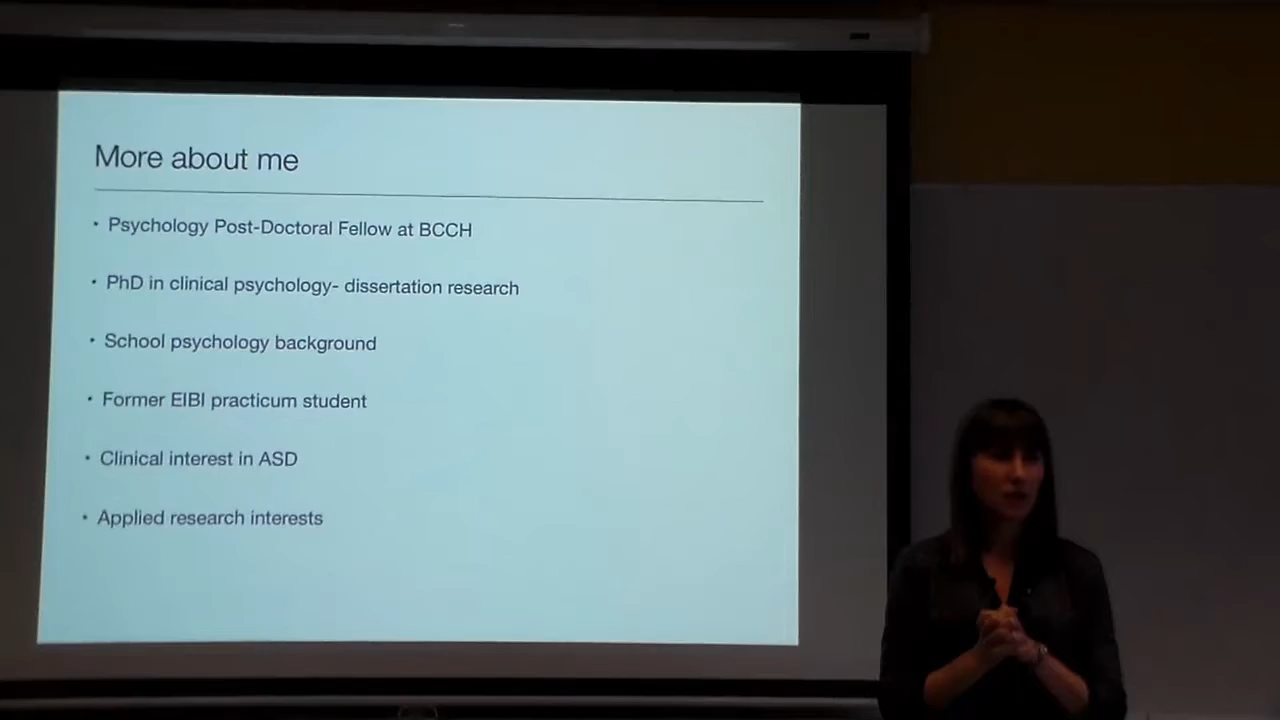 More about me
• Psychology Post-Doctoral Fellow at BCCH
• PhD in clinical psychology- dissertation research
• School psychology background
• Former EIBI practicum student
• Clinical interest in ASD
• Applied research interests